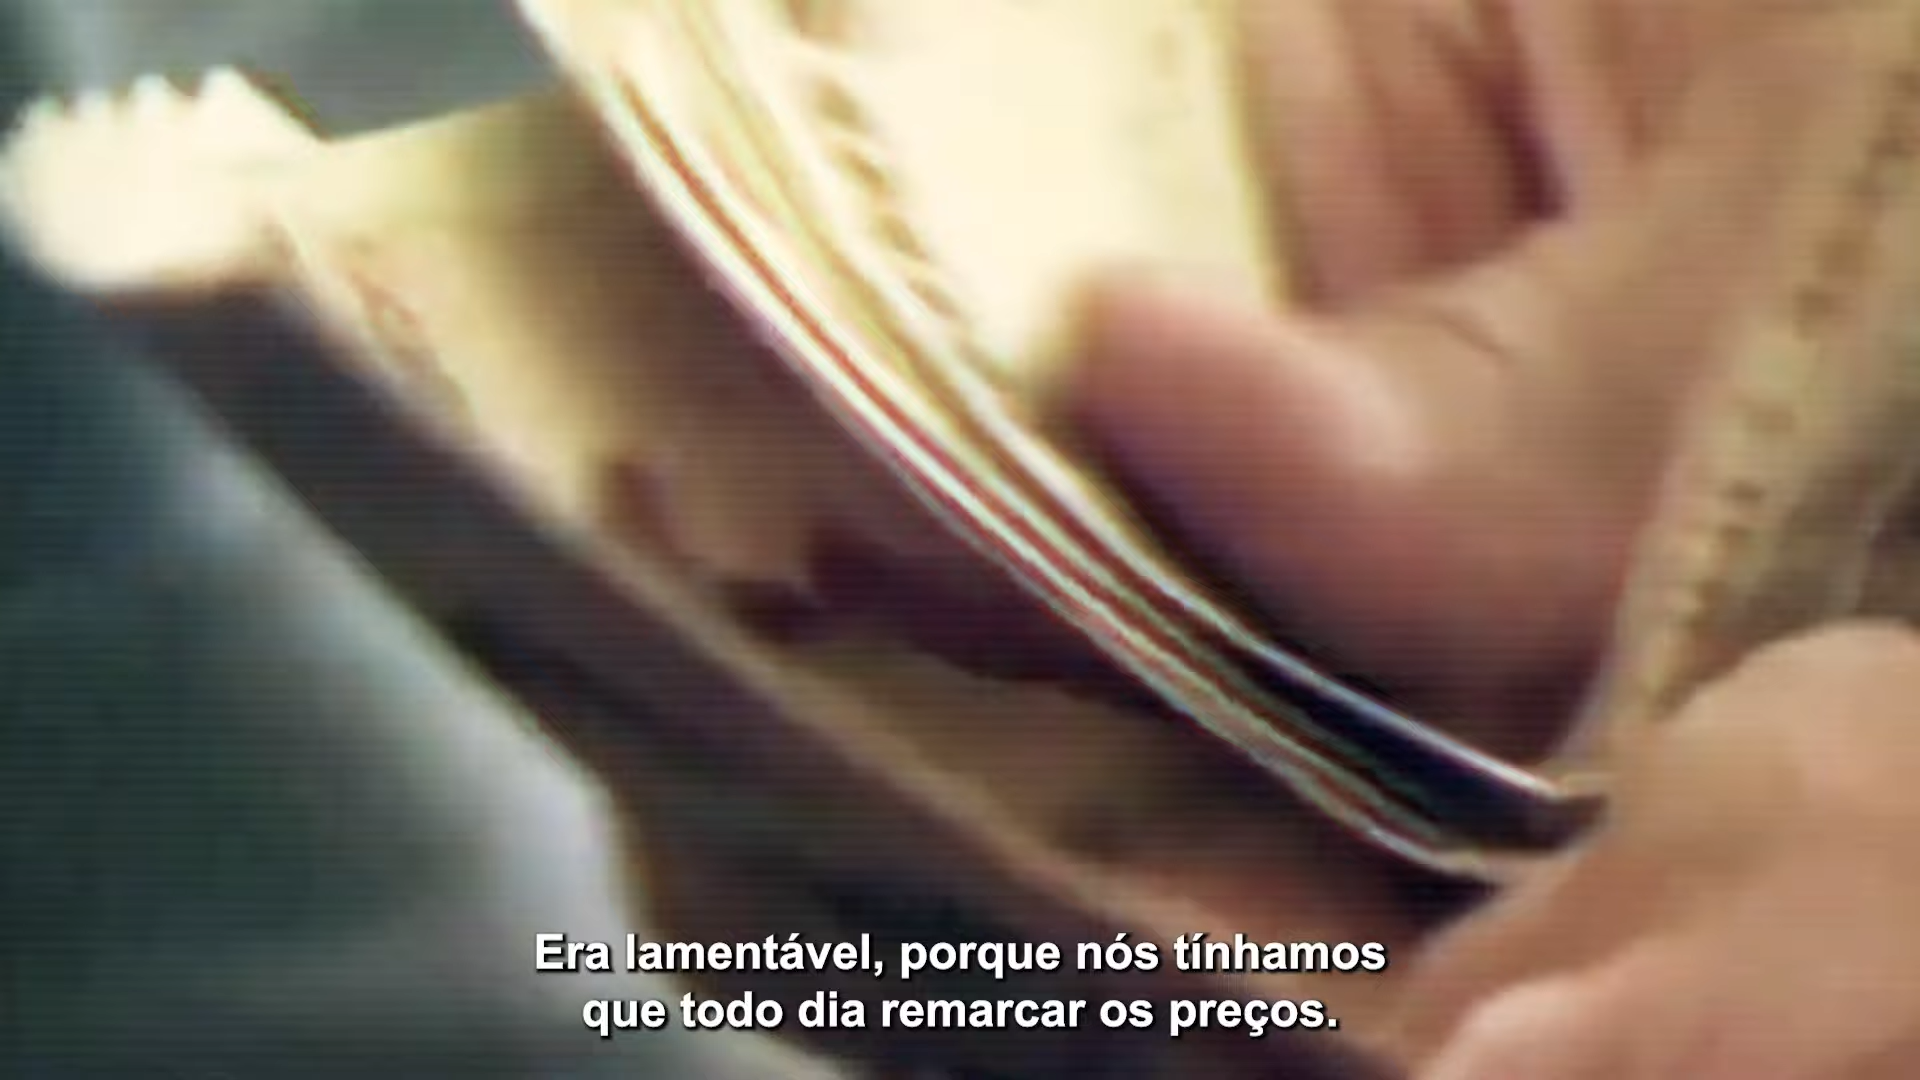 Era lamentável, porque nós tínhamos
que todo dia remarcar os preços.